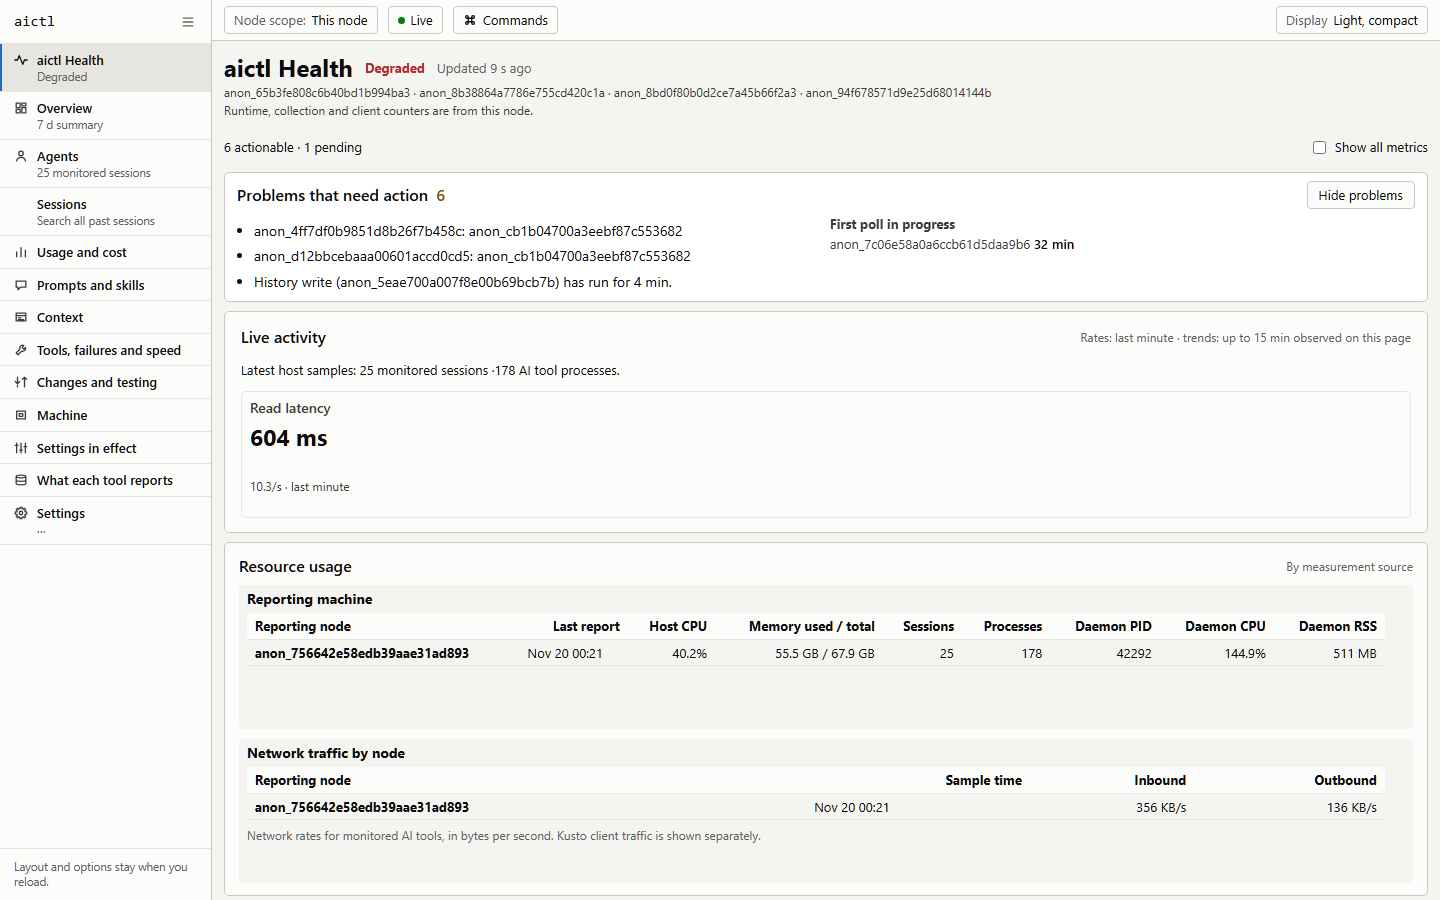 aictl
aictl Health
Degraded
Overview
7 d summary
Agents
25 monitored sessions
Sessions
Search all past sessions
Usage and cost
Prompts and skills
Context
Tools, failures and speed
Changes and testing
Machine
Settings in effect
What each tool reports
Settings
...
Layout and options stay when you
reload.
Node scope: This node
Live
⌘ Commands
Display Light, compact
aictl Health Degraded Updated 9 s ago
anon_65b3fe808c6b40bd1b994ba3 · anon_8b38864a7786e755cd420c1a · anon_8bd0f80b0d2ce7a45b66f2a3 · anon_94f678571d9e25d68014144b
Runtime, collection and client counters are from this node.
6 actionable · 1 pending
Show all metrics
Problems that need action 6
Hide problems
• anon_4ff7df0b9851d8b26f7b458c: anon_cb1b04700a3eebf87c553682
• anon_d12bbcebaaa00601accd0cd5: anon_cb1b04700a3eebf87c553682
• History write (anon_5eae700a007f8e00b69bcb7b) has run for 4 min.
First poll in progress
anon_7c06e58a0a6ccb61d5daa9b6 32 min
Live activity
Rates: last minute · trends: up to 15 min observed on this page
Latest host samples: 25 monitored sessions ·178 AI tool processes.
Read latency
604 ms
10.3/s · last minute
Resource usage
By measurement source
Reporting machine
Reporting node Last report Host CPU Memory used / total Sessions Processes Daemon PID Daemon CPU Daemon RSS
anon_756642e58edb39aae31ad893 Nov 20 00:21 40.2% 55.5 GB / 67.9 GB 25 178 42292 144.9% 511 MB
Network traffic by node
Reporting node Sample time Inbound Outbound
anon_756642e58edb39aae31ad893 Nov 20 00:21 356 KB/s 136 KB/s
Network rates for monitored AI tools, in bytes per second. Kusto client traffic is shown separately.